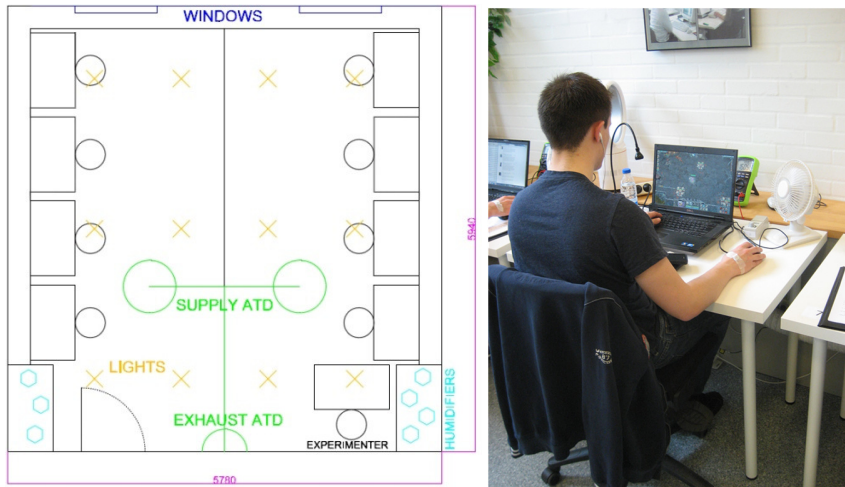 WINDOWS
5940
SUPPLY ATD
LIGHTS
EXHAUST ATD
HUMIDIFIERS
EXPERIMENTER
5780